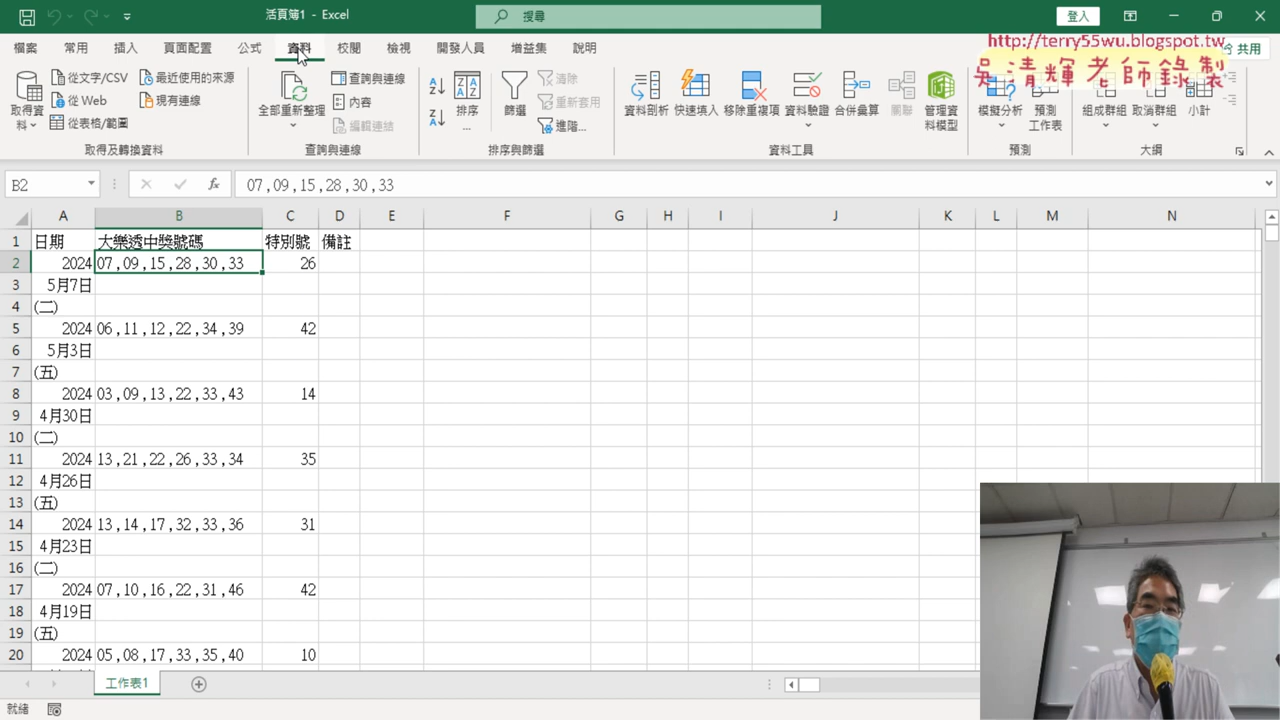 活頁簿1 - Excel
搜尋
登入
檔案 常用 插入 頁面配置 公式 資料 校閱 檢視 開發人員 增益集 說明
http://terry55wu.blogspot.tw
吳清輝老師錄製
共用
取得資料
從文字/CSV
從 Web
從表格/範圍
最近使用的來源
現有連線
取得及轉換資料
全部重新整理
查詢與連線
內容
編輯連結
查詢與連線
排序...
篩選
清除
重新套用
進階...
排序與篩選
資料剖析
快速填入
移除重複項
資料驗證
合併彙算
關聯
管理資料模型
資料工具
模擬分析
預測工作表
預測
組成群組
取消群組
小計
大綱
B2 fx 07,09,15,28,30,33
A B C D E F G H I J K L M N
1 日期 大樂透中獎號碼 特別號 備註
2 2024 07,09,15,28,30,33 26
3 5月7日
4 (二)
5 2024 06,11,12,22,34,39 42
6 5月3日
7 (五)
8 2024 03,09,13,22,33,43 14
9 4月30日
10 (二)
11 2024 13,21,22,26,33,34 35
12 4月26日
13 (五)
14 2024 13,14,17,32,33,36 31
15 4月23日
16 (二)
17 2024 07,10,16,22,31,46 42
18 4月19日
19 (五)
20 2024 05,08,17,33,35,40 10
工作表1
就緒